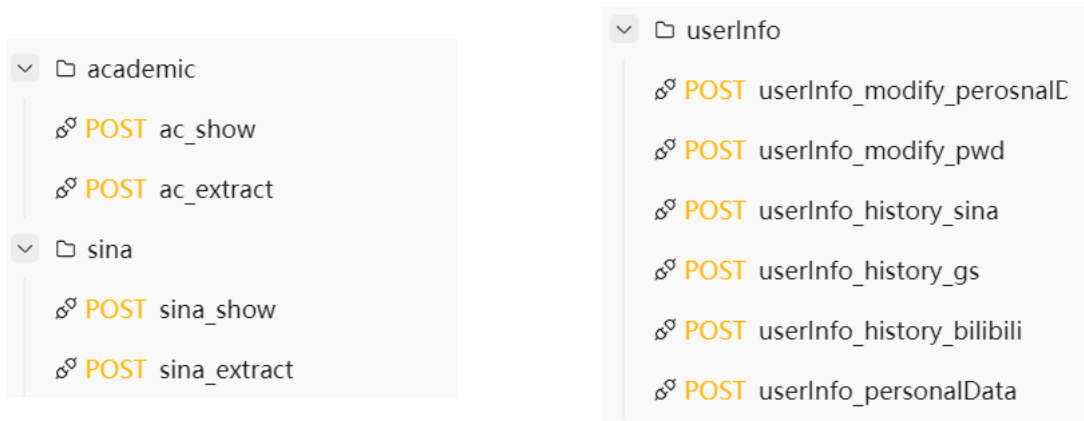 academic
POST ac_show
POST ac_extract
sina
POST sina_show
POST sina_extract
userInfo
POST userInfo_modify_perosnalD
POST userInfo_modify_pwd
POST userInfo_history_sina
POST userInfo_history_gs
POST userInfo_history_bilibili
POST userInfo_personalData